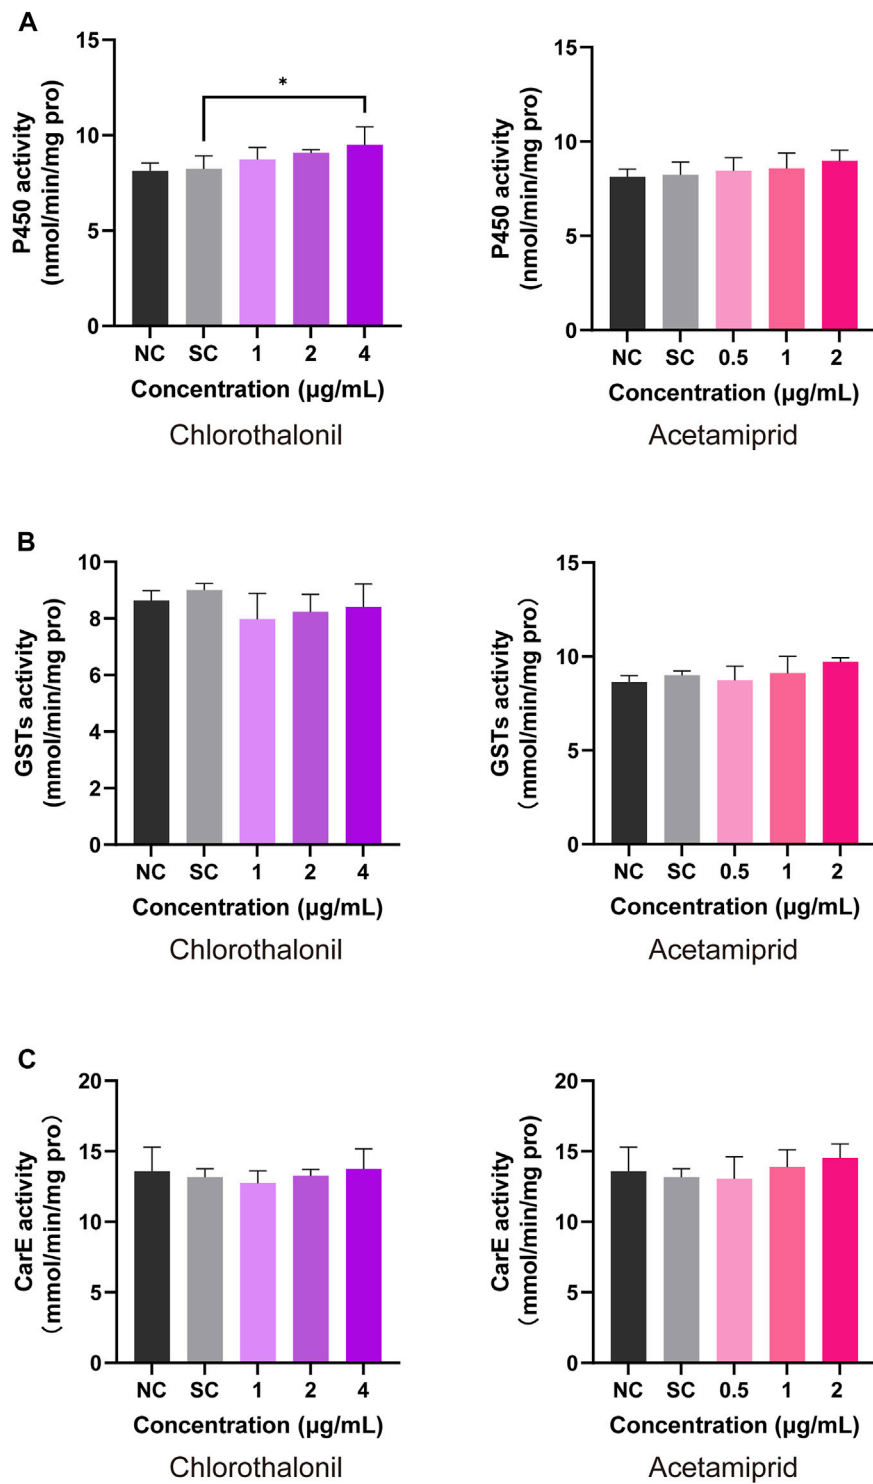 A
P450 activity
(nmol/min/mg pro)
15
10
5
0
*
NC SC 1 2 4
Concentration (µg/mL)
Chlorothalonil
P450 activity
(nmol/min/mg pro)
15
10
5
0
NC SC 0.5 1 2
Concentration (µg/mL)
Acetamiprid
B
GSTs activity
(mmol/min/mg pro)
10
8
6
4
2
0
NC SC 1 2 4
Concentration (µg/mL)
Chlorothalonil
GSTs activity
（mmol/min/mg pro）
15
10
5
0
NC SC 0.5 1 2
Concentration (µg/mL)
Acetamiprid
C
CarE activity
（mmol/min/mg pro）
20
15
10
5
0
NC SC 1 2 4
Concentration (µg/mL)
Chlorothalonil
CarE activity
（mmol/min/mg pro)
20
15
10
5
0
NC SC 0.5 1 2
Concentration (µg/mL)
Acetamiprid